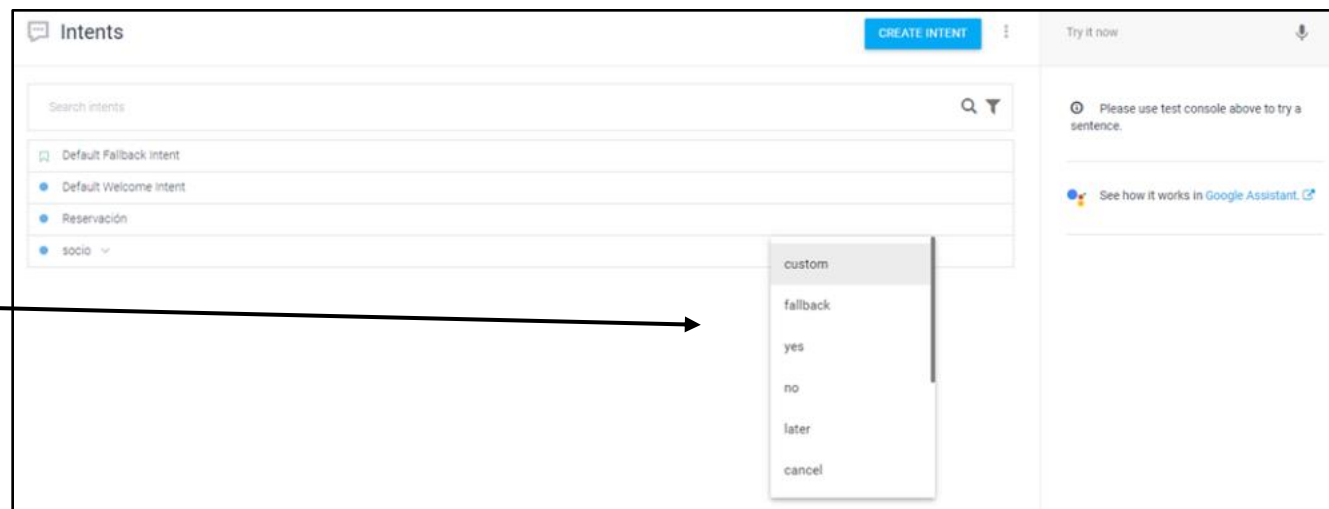 Intents
CREATE INTENT
Try it now
Search intents
Please use test console above to try a
sentence.
Default Fallback Intent
Default Welcome Intent
See how it works in Google Assistant.
Reservación
socio
custom
fallback
yes
no
later
cancel